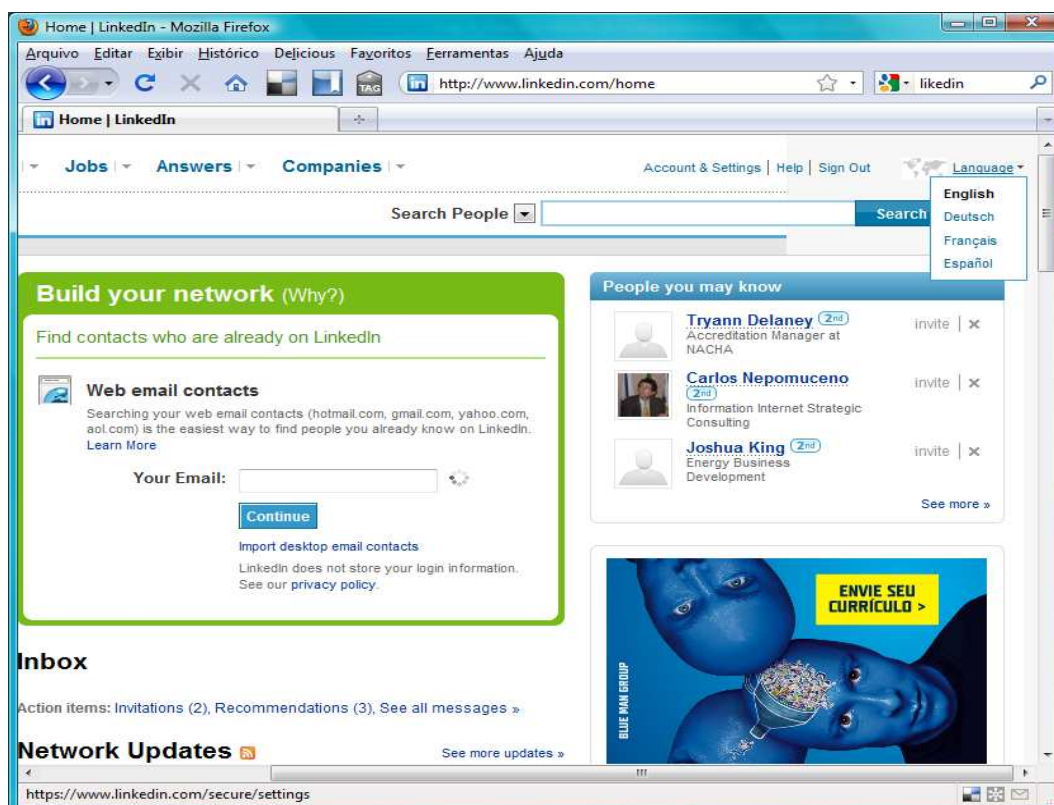 Home | LinkedIn - Mozilla Firefox
Arquivo Editar Exibir Histórico Delicious Favoritos Ferramentas Ajuda
TAG in http://www.linkedin.com/home likedin
in Home | LinkedIn
Jobs Answers Companies Account & Settings | Help | Sign Out Language
English
Search People Search Deutsch
Français
Español
Build your network (Why?)
Find contacts who are already on LinkedIn
Web email contacts
Searching your web email contacts (hotmail.com, gmail.com, yahoo.com,
aol.com) is the easiest way to find people you already know on LinkedIn.
Learn More
Your Email:
Continue
Import desktop email contacts
LinkedIn does not store your login information.
See our privacy policy.
People you may know
Tryann Delaney 2nd invite | x
Accreditation Manager at
NACHA
Carlos Nepomuceno invite | x
2nd
Information Internet Strategic
Consulting
Joshua King 2nd invite | x
Energy Business
Development
See more »
ENVIE SEU
CURRÍCULO >
BLUE MAN GROUP
Inbox
Action items: Invitations (2), Recommendations (3), See all messages »
Network Updates See more updates »
https://www.linkedin.com/secure/settings